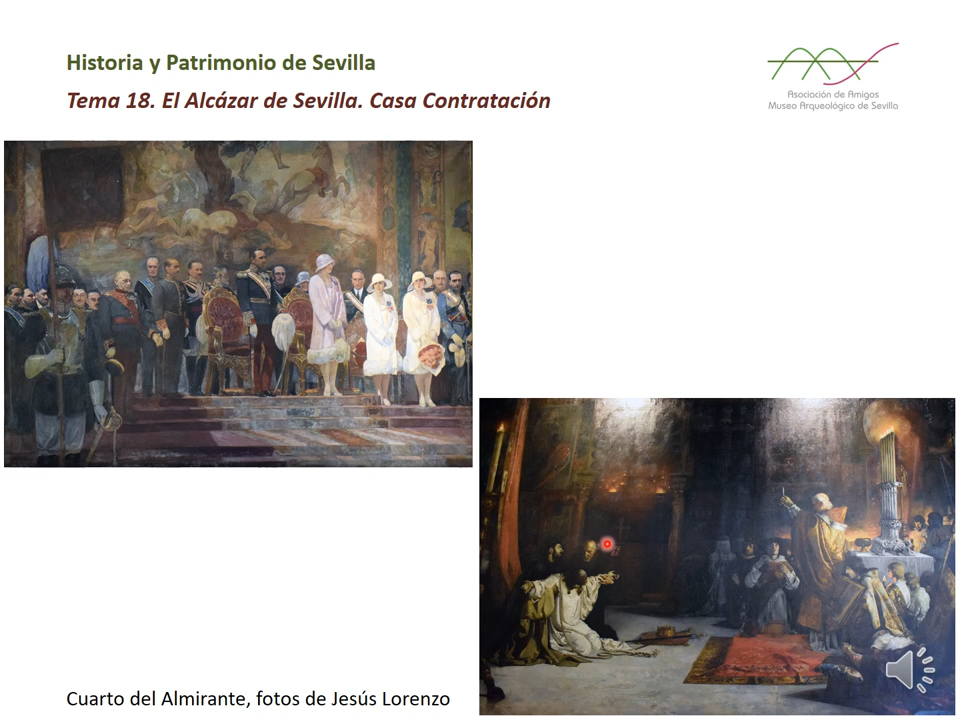 Historia y Patrimonio de Sevilla
Tema 18. El Alcázar de Sevilla. Casa Contratación
Asociación de Amigos
Museo Arqueológico de Sevilla
Cuarto del Almirante, fotos de Jesús Lorenzo